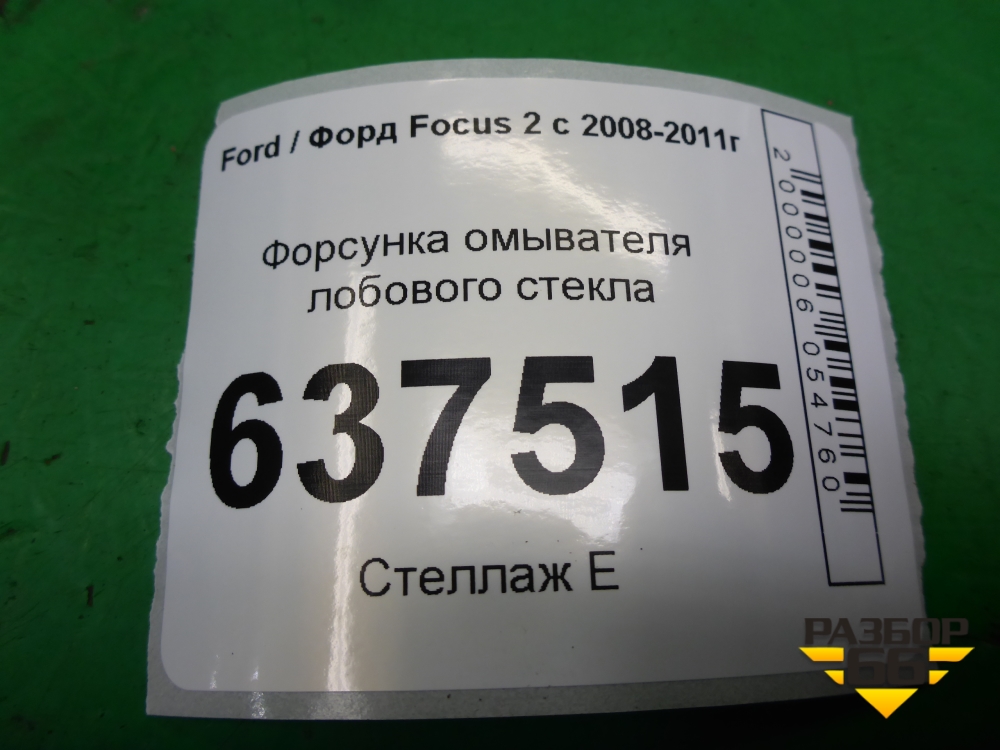 Ford / Форд Focus 2 с 2008-2011г
Форсунка омывателя
лобового стекла
637515
Стеллаж Е
2000006054760
РАЗБОР
66